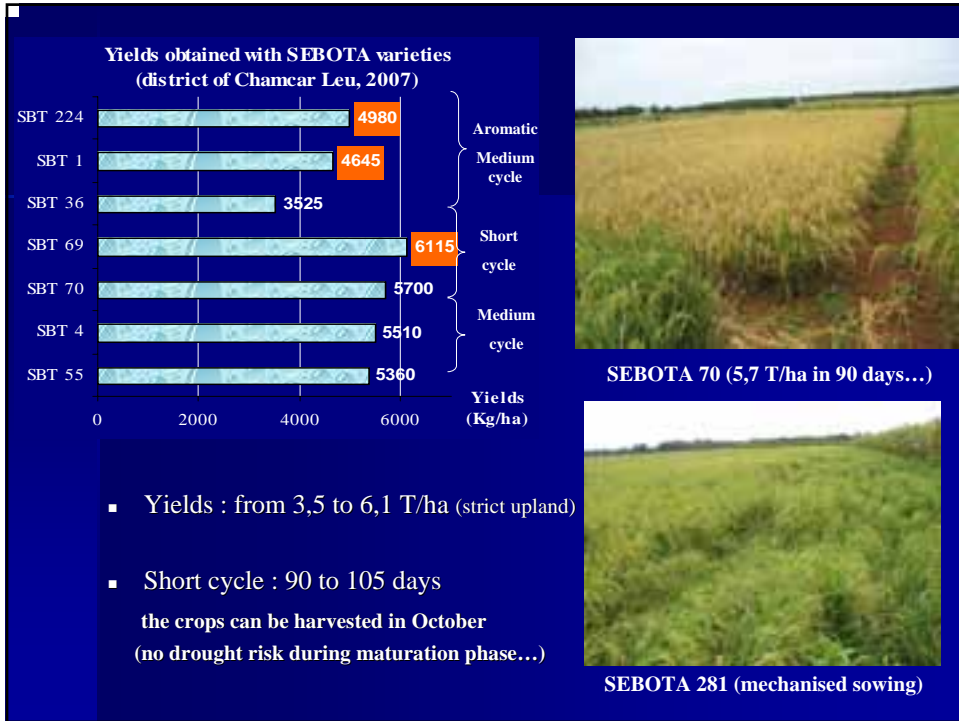 Yields obtained with SEBOTA varieties
(district of Chamcar Leu, 2007)
SBT 224
4980
SBT 1
4645
SBT 36
3525
SBT 69
6115
SBT 70
5700
SBT 4
5510
SBT 55
5360
0
2000
4000
6000
Yields
(Kg/ha)
Aromatic
Medium
cycle
Short
cycle
Medium
cycle
SEBOTA 70 (5,7 T/ha in 90 days…)
▪ Yields : from 3,5 to 6,1 T/ha (strict upland)
▪ Short cycle : 90 to 105 days
the crops can be harvested in October
(no drought risk during maturation phase…)
SEBOTA 281 (mechanised sowing)